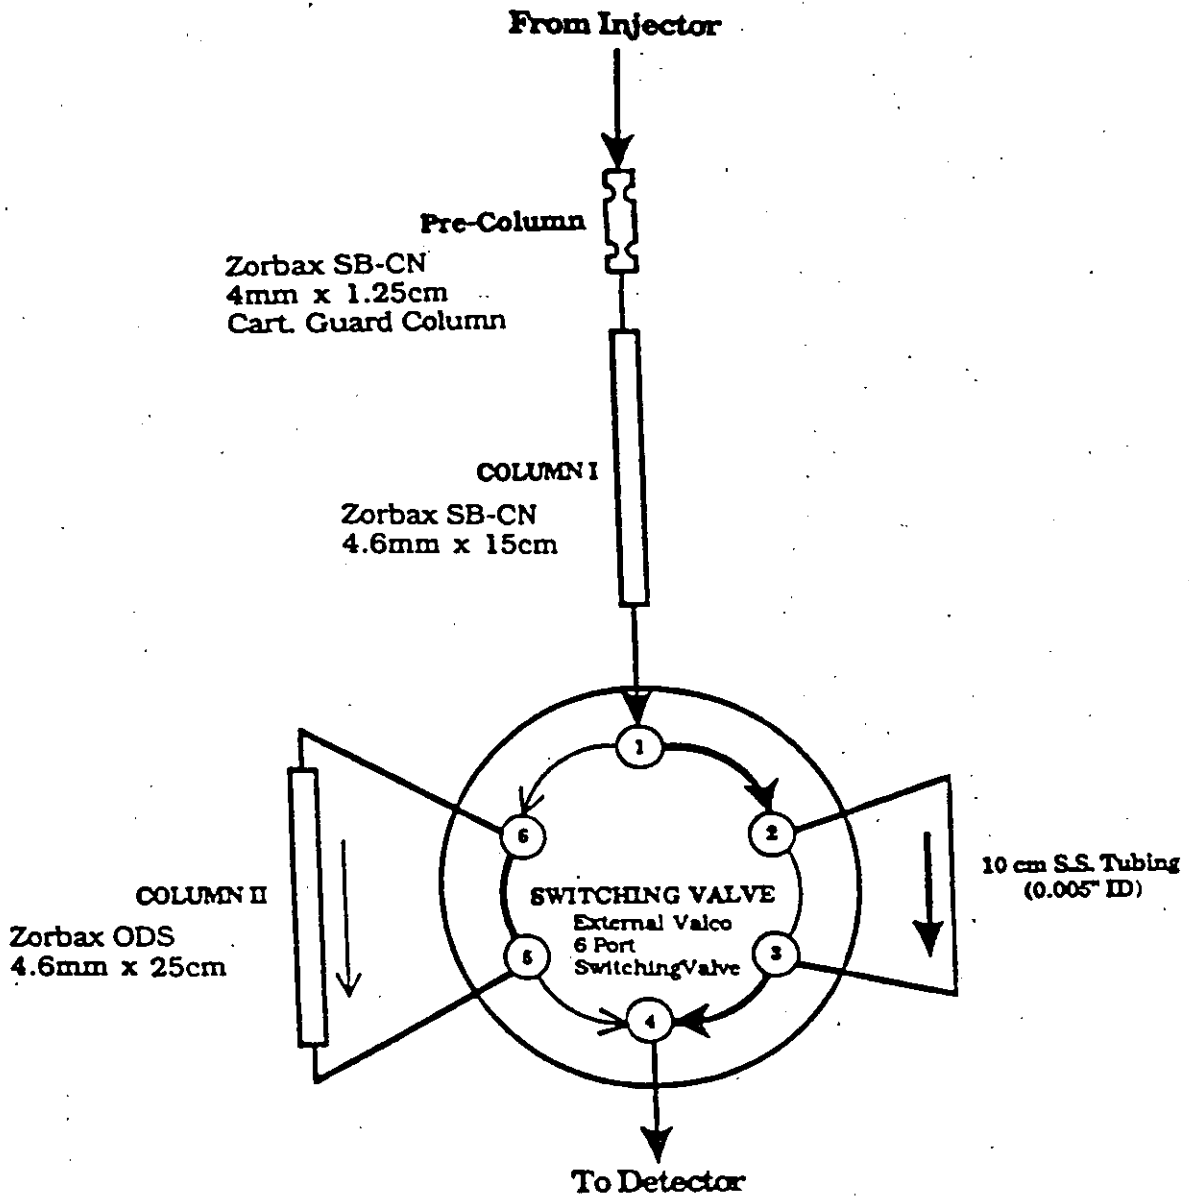 From Injector
Pre-Column
Zorbax SB-CN
4mm x 1.25cm
Cart. Guard Column
COLUMN I
Zorbax SB-CN
4.6mm x 15cm
1
6
2
COLUMN II
Zorbax ODS
4.6mm x 25cm
SWITCHING VALVE
External Valco
6 Port
SwitchingValve
10 cm S.S. Tubing
(0.005" ID)
5
3
4
To Detector